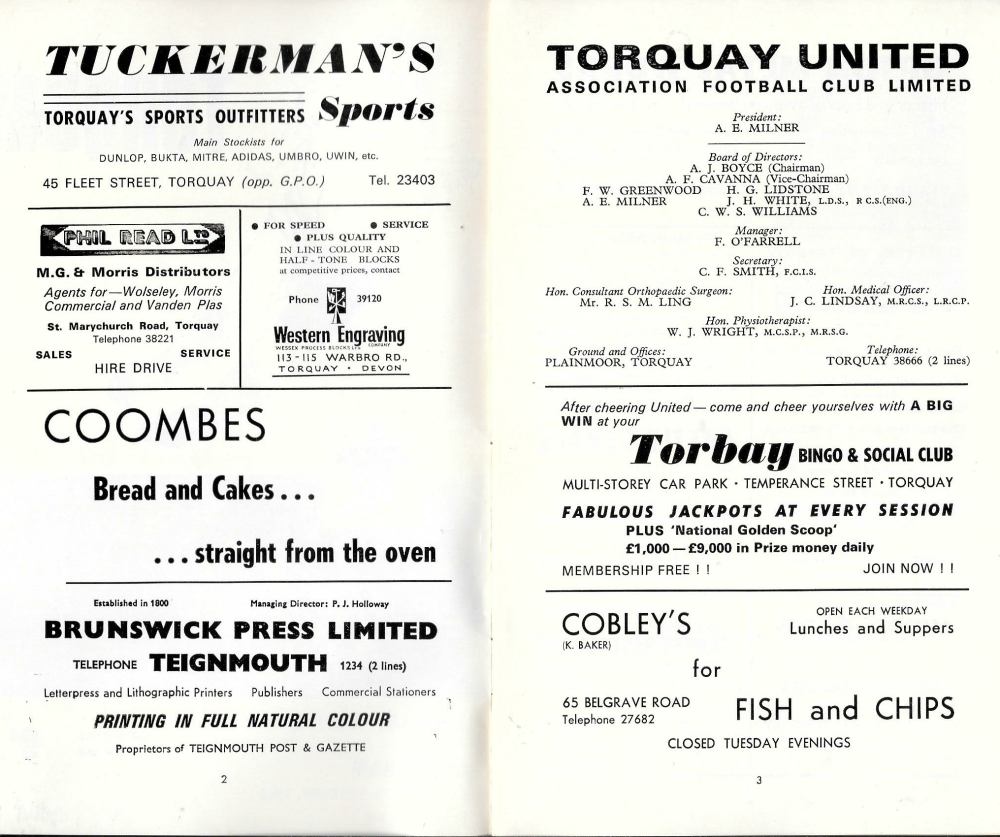 TUCKERMAN'S
TORQUAY'S SPORTS OUTFITTERS Sports
Main Stockists for
DUNLOP, BUKTA, MITRE, ADIDAS, UMBRO, UWIN, etc.
45 FLEET STREET, TORQUAY (opp. G.P.O.) Tel. 23403
PHIL READ LTD
M.G. & Morris Distributors
Agents for—Wolseley, Morris
Commercial and Vanden Plas
St. Marychurch Road, Torquay
Telephone 38221
SALES SERVICE
HIRE DRIVE
• FOR SPEED • SERVICE
• PLUS QUALITY
IN LINE COLOUR AND
HALF-TONE BLOCKS
at competitive prices, contact
Phone 39120
Western Engraving
WESSEX PROCESS BLOCKS LTD COMPANY
113-115 WARBRO RD.,
TORQUAY • DEVON
COOMBES
Bread and Cakes...
...straight from the oven
Established in 1800 Managing Director: P. J. Holloway
BRUNSWICK PRESS LIMITED
TELEPHONE TEIGNMOUTH 1234 (2 lines)
Letterpress and Lithographic Printers Publishers Commercial Stationers
PRINTING IN FULL NATURAL COLOUR
Proprietors of TEIGNMOUTH POST & GAZETTE
2
TORQUAY UNITED
ASSOCIATION FOOTBALL CLUB LIMITED
President:
A. E. MILNER
Board of Directors:
A. J. BOYCE (Chairman)
A. F. CAVANNA (Vice-Chairman)
F. W. GREENWOOD H. G. LIDSTONE
A. E. MILNER J. H. WHITE, L.D.S., R C.S.(ENG.)
C. W. S. WILLIAMS
Manager:
F. O'FARRELL
Secretary:
C. F. SMITH, F.C.I.S.
Hon. Consultant Orthopaedic Surgeon: Hon. Medical Officer:
Mr. R. S. M. LING J. C. LINDSAY, M.R.C.S., L.R.C.P.
Hon. Physiotherapist:
W. J. WRIGHT, M.C.S.P., M.R.S.G.
Ground and Offices: Telephone:
PLAINMOOR, TORQUAY TORQUAY 38666 (2 lines)
After cheering United—come and cheer yourselves with A BIG
WIN at your
Torbay BINGO & SOCIAL CLUB
MULTI-STOREY CAR PARK · TEMPERANCE STREET · TORQUAY
FABULOUS JACKPOTS AT EVERY SESSION
PLUS 'National Golden Scoop'
£1,000—£9,000 in Prize money daily
MEMBERSHIP FREE ! ! JOIN NOW ! !
COBLEY'S OPEN EACH WEEKDAY
(K. BAKER) Lunches and Suppers
for
65 BELGRAVE ROAD FISH and CHIPS
Telephone 27682
CLOSED TUESDAY EVENINGS
3